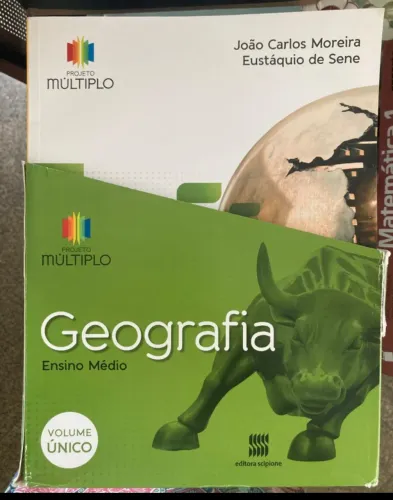 PROJETO
MÚLTIPLO
João Carlos Moreira
Eustáquio de Sene
Matemática 1
PROJETO
MÚLTIPLO
Geografia
Ensino Médio
VOLUME
ÚNICO
editora scipione